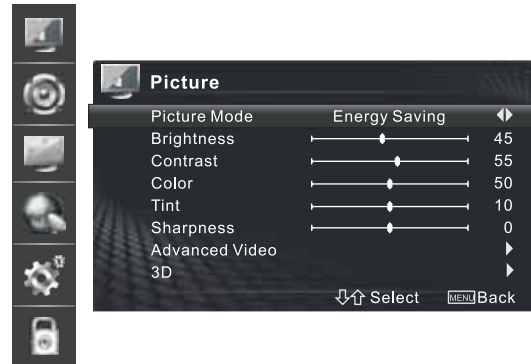 Picture
Picture Mode Energy Saving
Brightness 45
Contrast 55
Color 50
Tint 10
Sharpness 0
Advanced Video
3D
Select MENU Back